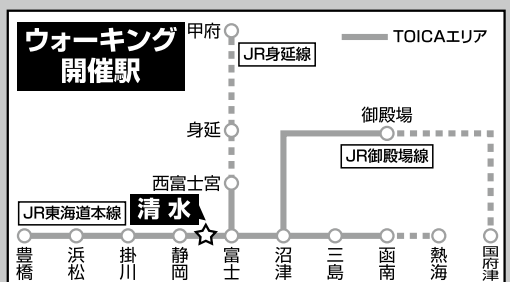 ウォーキング
開催駅
甲府
JR身延線
TOICAエリア
身延
御殿場
JR御殿場線
西富士宮
JR東海道本線
清水
豊橋
浜松
掛川
静岡
富士
沼津
三島
函南
熱海
国府津